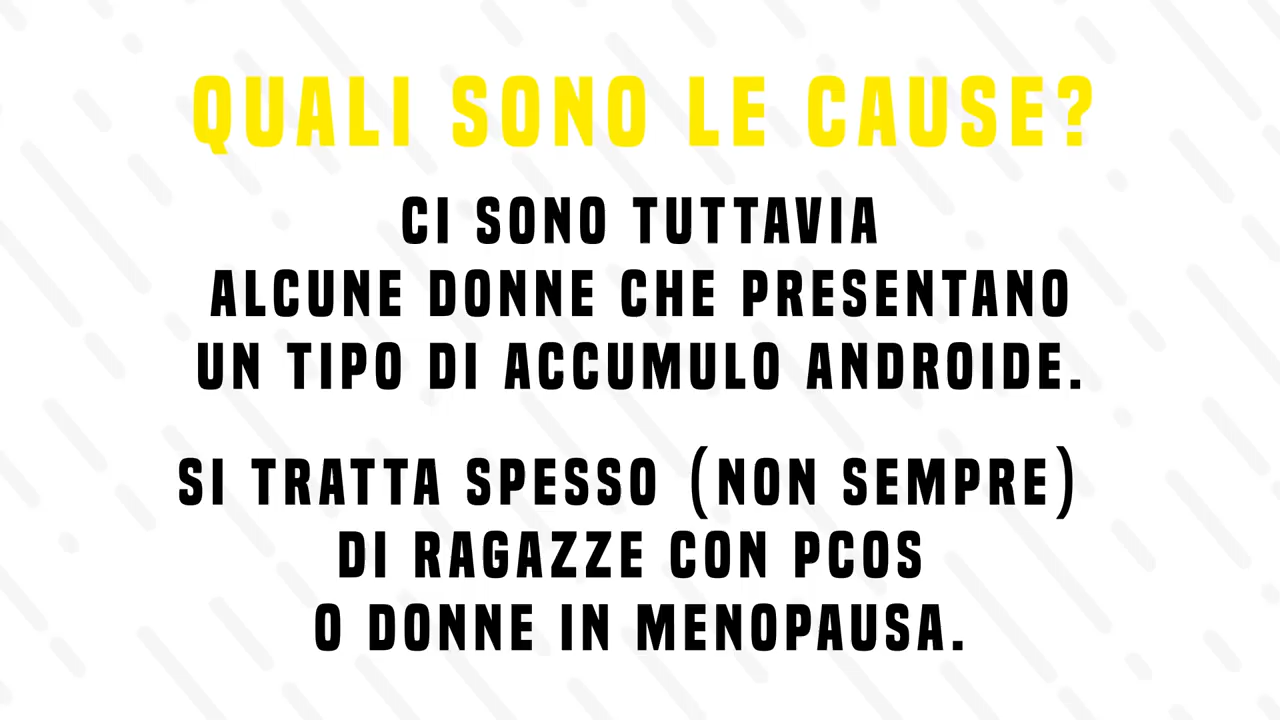 QUALI SONO LE CAUSE?
CI SONO TUTTAVIA
ALCUNE DONNE CHE PRESENTANO
UN TIPO DI ACCUMULO ANDROIDE.
SI TRATTA SPESSO (NON SEMPRE)
DI RAGAZZE CON PCOS
O DONNE IN MENOPAUSA.